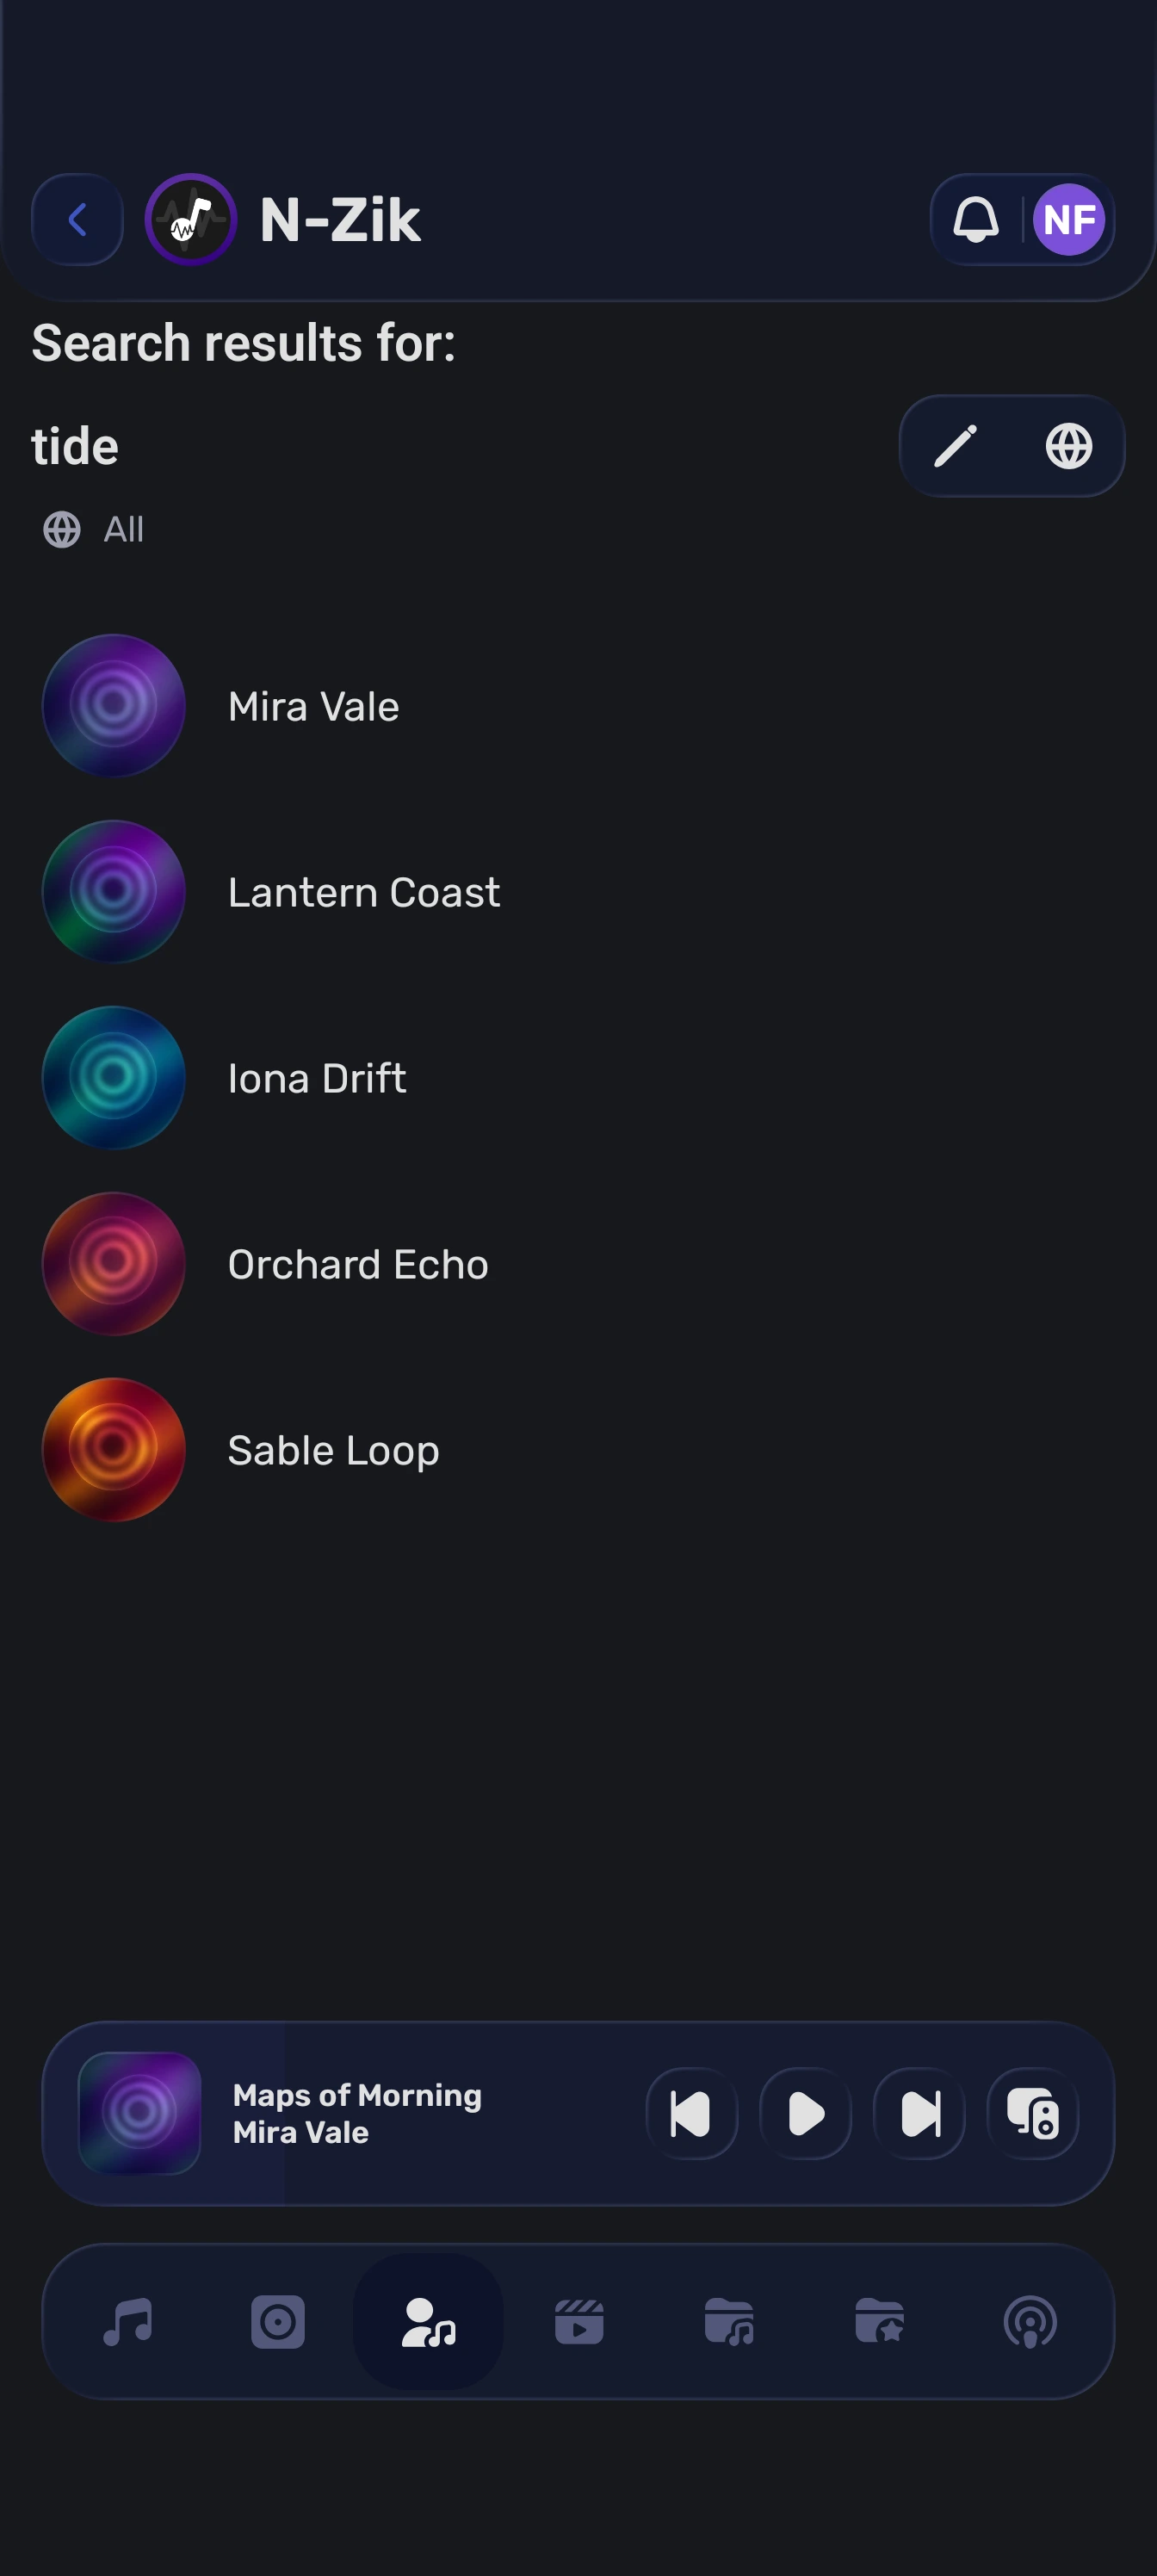 N-Zik
NF
Search results for:
tide
All
Mira Vale
Lantern Coast
Iona Drift
Orchard Echo
Sable Loop
Maps of Morning
Mira Vale